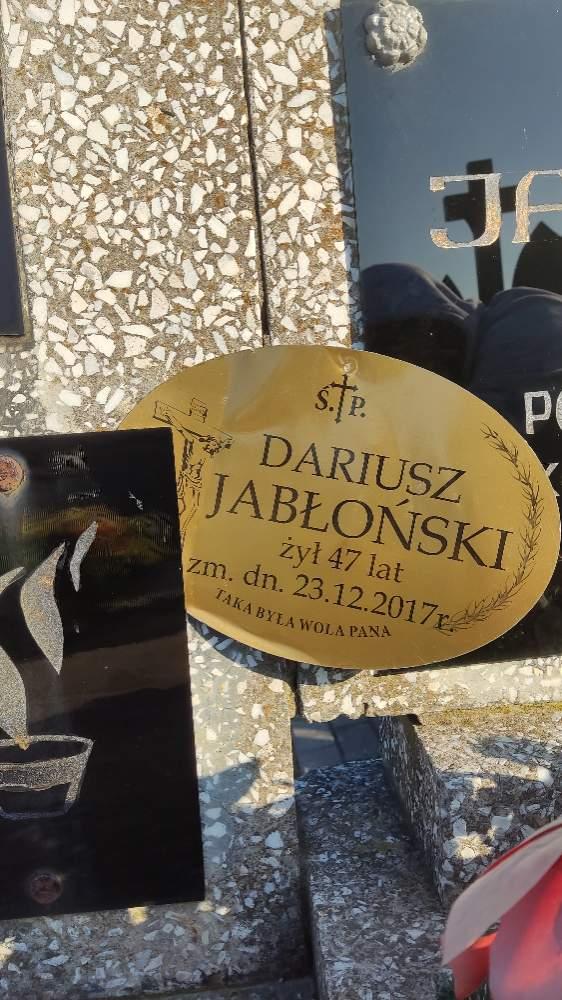 Ś.P.
DARIUSZ
JABŁOŃSKI
żył 47 lat
zm. dn. 23.12.2017r.
TAKA BYŁA WOLA PANA